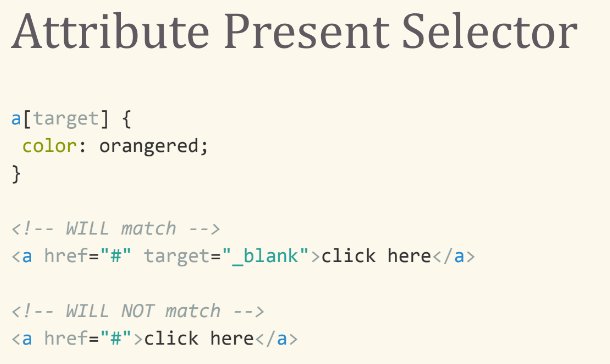 Attribute Present Selector
a[target] {
 color: orangered;
}
<!-- WILL match -->
<a href="#" target="_blank">click here</a>
<!-- WILL NOT match -->
<a href="#">click here</a>